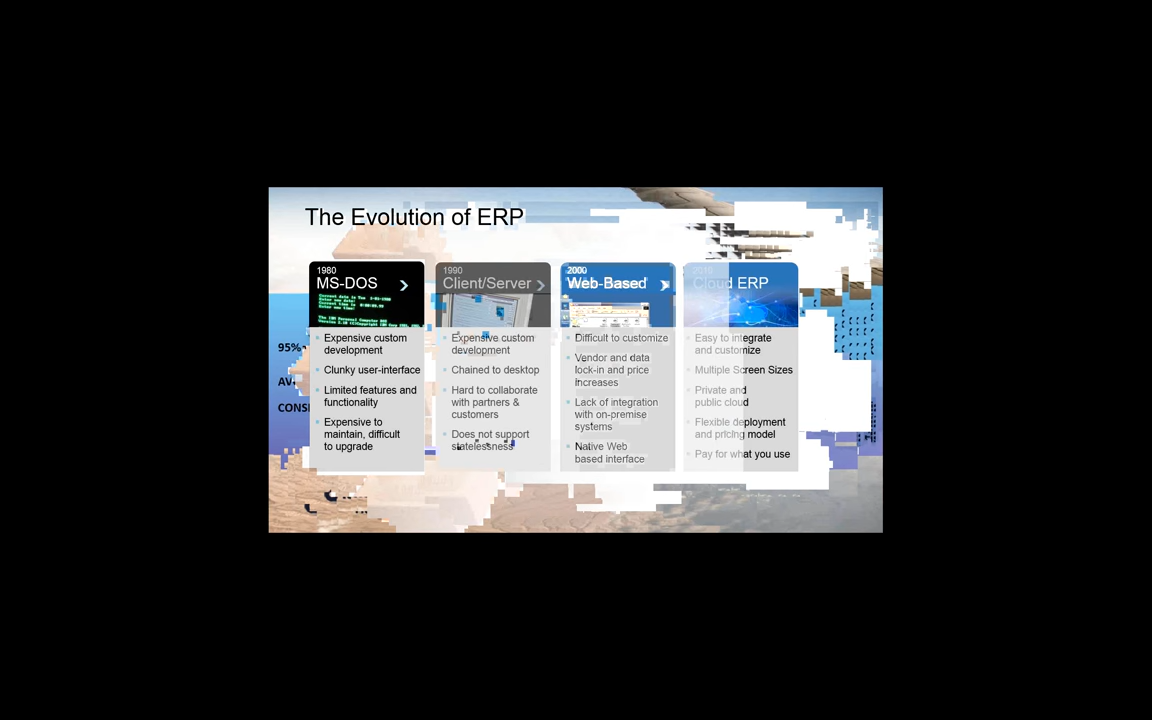 The Evolution of ERP
1980
MS-DOS
Expensive custom
development
Clunky user-interface
Limited features and
functionality
Expensive to
maintain, difficult
to upgrade
1990
Client/Server
Expensive custom
development
Chained to desktop
Hard to collaborate
with partners &
customers
Does not support
statelessness
2000
Web-Based
Difficult to customize
Vendor and data
lock-in and price
increases
Lack of integration
with on-premise
systems
Native Web
based interface
2010
Cloud ERP
Easy to integrate
and customize
Multiple Screen Sizes
Private and
public cloud
Flexible deployment
and pricing model
Pay for what you use
95%
AV
CONS